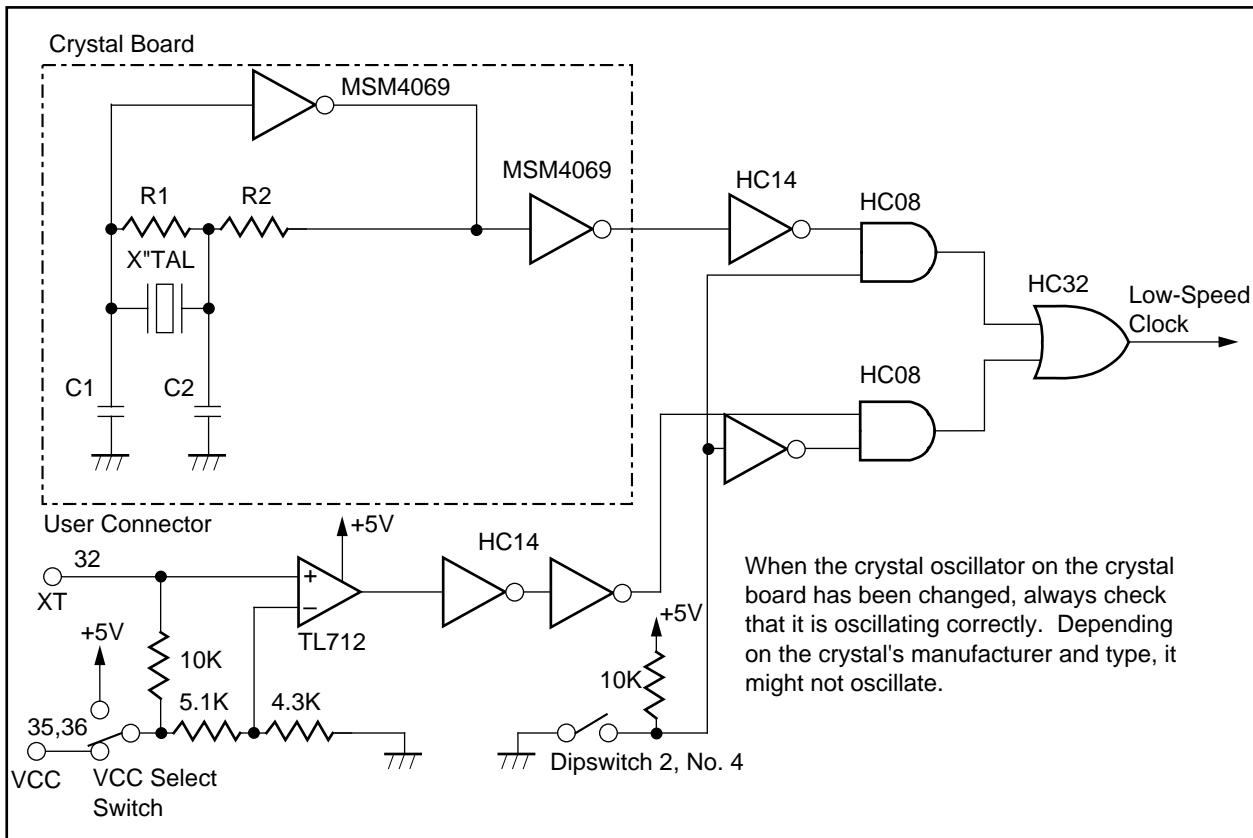 Crystal Board
MSM4069
MSM4069
HC14
HC08
R1
R2
X"TAL
HC32
Low-Speed
Clock
C1
C2
HC08
User Connector
+5V
32
XT
HC14
+
−
TL712
+5V
10K
5.1K
4.3K
35,36
VCC
VCC Select
Switch
+5V
10K
Dipswitch 2, No. 4
When the crystal oscillator on the crystal
board has been changed, always check
that it is oscillating correctly. Depending
on the crystal's manufacturer and type, it
might not oscillate.